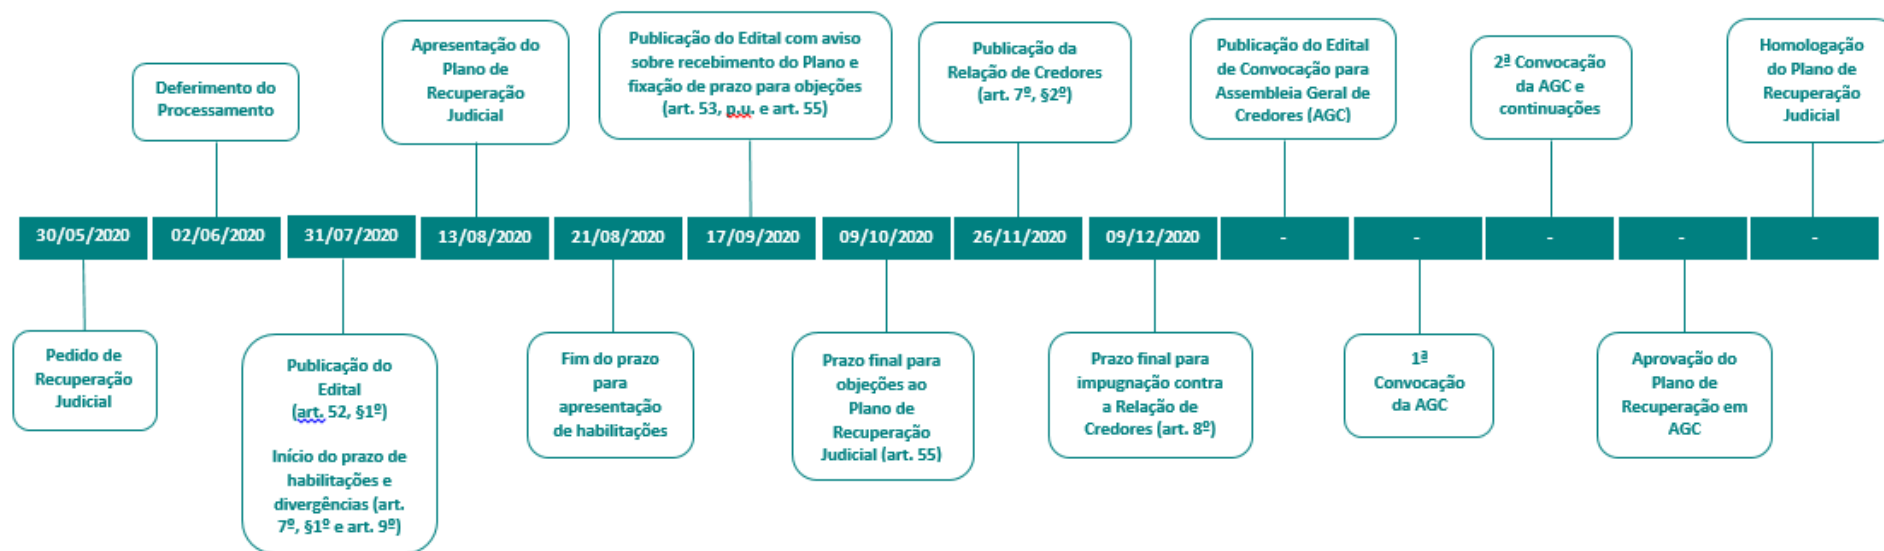 Deferimento do
Processamento
Apresentação do
Plano de
Recuperação
Judicial
Publicação do Edital com aviso
sobre recebimento do Plano e
fixação de prazo para objeções
(art. 53, p.u. e art. 55)
Publicação da
Relação de Credores
(art. 7º, §2º)
Publicação do Edital
de Convocação para
Assembleia Geral de
Credores (AGC)
2ª Convocação
da AGC e
continuações
Homologação
do Plano de
Recuperação
Judicial
30/05/2020
02/06/2020
31/07/2020
13/08/2020
21/08/2020
17/09/2020
09/10/2020
26/11/2020
09/12/2020
-
-
-
-
-
Pedido de
Recuperação
Judicial
Publicação do
Edital
(art. 52, §1º)
Início do prazo de
habilitações e
divergências (art.
7º, §1º e art. 9º)
Fim do prazo
para
apresentação
de habilitações
Prazo final para
objeções ao
Plano de
Recuperação
Judicial (art. 55)
Prazo final para
impugnação contra
a Relação de
Credores (art. 8º)
1ª
Convocação
da AGC
Aprovação do
Plano de
Recuperação em
AGC